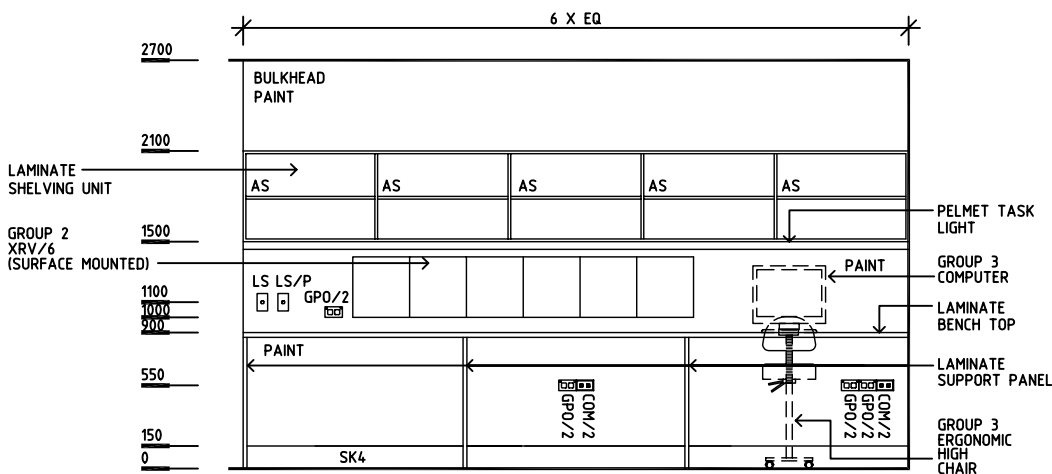 6 X EQ
2700
BULKHEAD
PAINT
2100
LAMINATE
SHELVING UNIT
AS
AS
AS
AS
AS
PELMET TASK
LIGHT
GROUP 2
XRV/6
(SURFACE MOUNTED)
1500
PAINT
GROUP 3
COMPUTER
LS
LS/P
GPO/2
1100
1000
900
LAMINATE
BENCH TOP
PAINT
LAMINATE
SUPPORT PANEL
550
GPO/2
COM/2
GPO/2
GPO/2
COM/2
GROUP 3
ERGONOMIC
HIGH
CHAIR
150
SK4
0